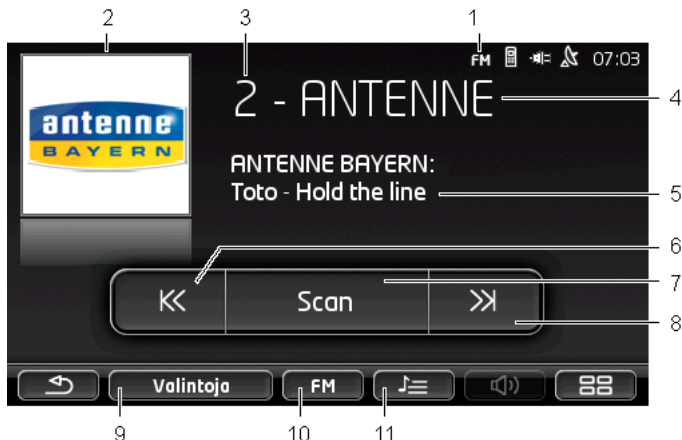 2 3 1
FM 07:03
2 - ANTENNE 4
antenne
BAYERN
ANTENNE BAYERN:
Toto - Hold the line 5
6
Scan 7
8
Valintoja FM
9 10 11